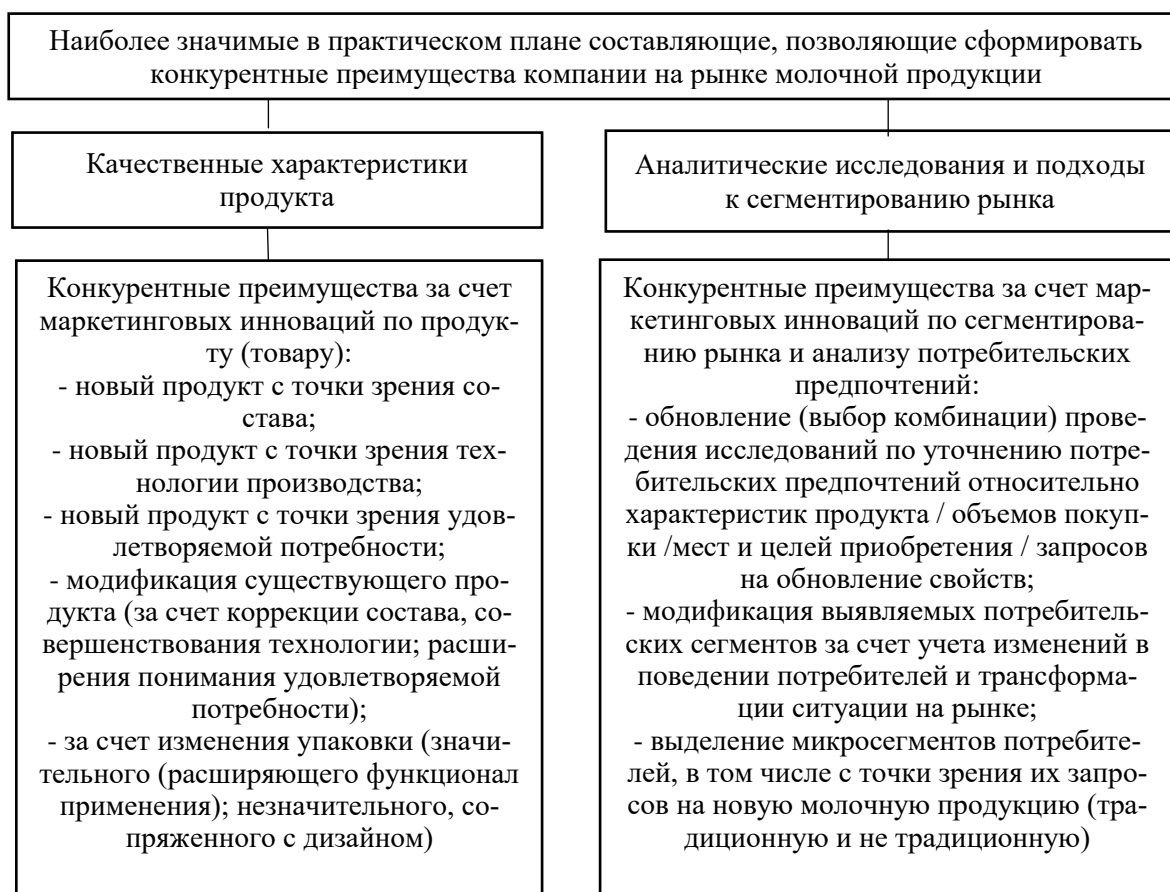 Наиболее значимые в практическом плане составляющие, позволяющие сформировать
конкурентные преимущества компании на рынке молочной продукции
Качественные характеристики
продукта
Аналитические исследования и подходы
к сегментированию рынка
Конкурентные преимущества за счет
маркетинговых инноваций по продук-
ту (товару):
- новый продукт с точки зрения со-
става;
- новый продукт с точки зрения тех-
нологии производства;
- новый продукт с точки зрения удов-
летворяемой потребности;
- модификация существующего про-
дукта (за счет коррекции состава, со-
вершенствования технологии; расши-
рения понимания удовлетворяемой
потребности);
- за счет изменения упаковки (значи-
тельного (расширяющего функционал
применения); незначительного, со-
пряженного с дизайном)
Конкурентные преимущества за счет мар-
кетинговых инноваций по сегментирова-
нию рынка и анализу потребительских
предпочтений:
- обновление (выбор комбинации) прове-
дения исследований по уточнению потре-
бительских предпочтений относительно
характеристик продукта / объемов покуп-
ки /мест и целей приобретения / запросов
на обновление свойств;
- модификация выявляемых потребитель-
ских сегментов за счет учета изменений в
поведении потребителей и трансформа-
ции ситуации на рынке;
- выделение микросегментов потребите-
лей, в том числе с точки зрения их запро-
сов на новую молочную продукцию (тра-
диционную и не традиционную)